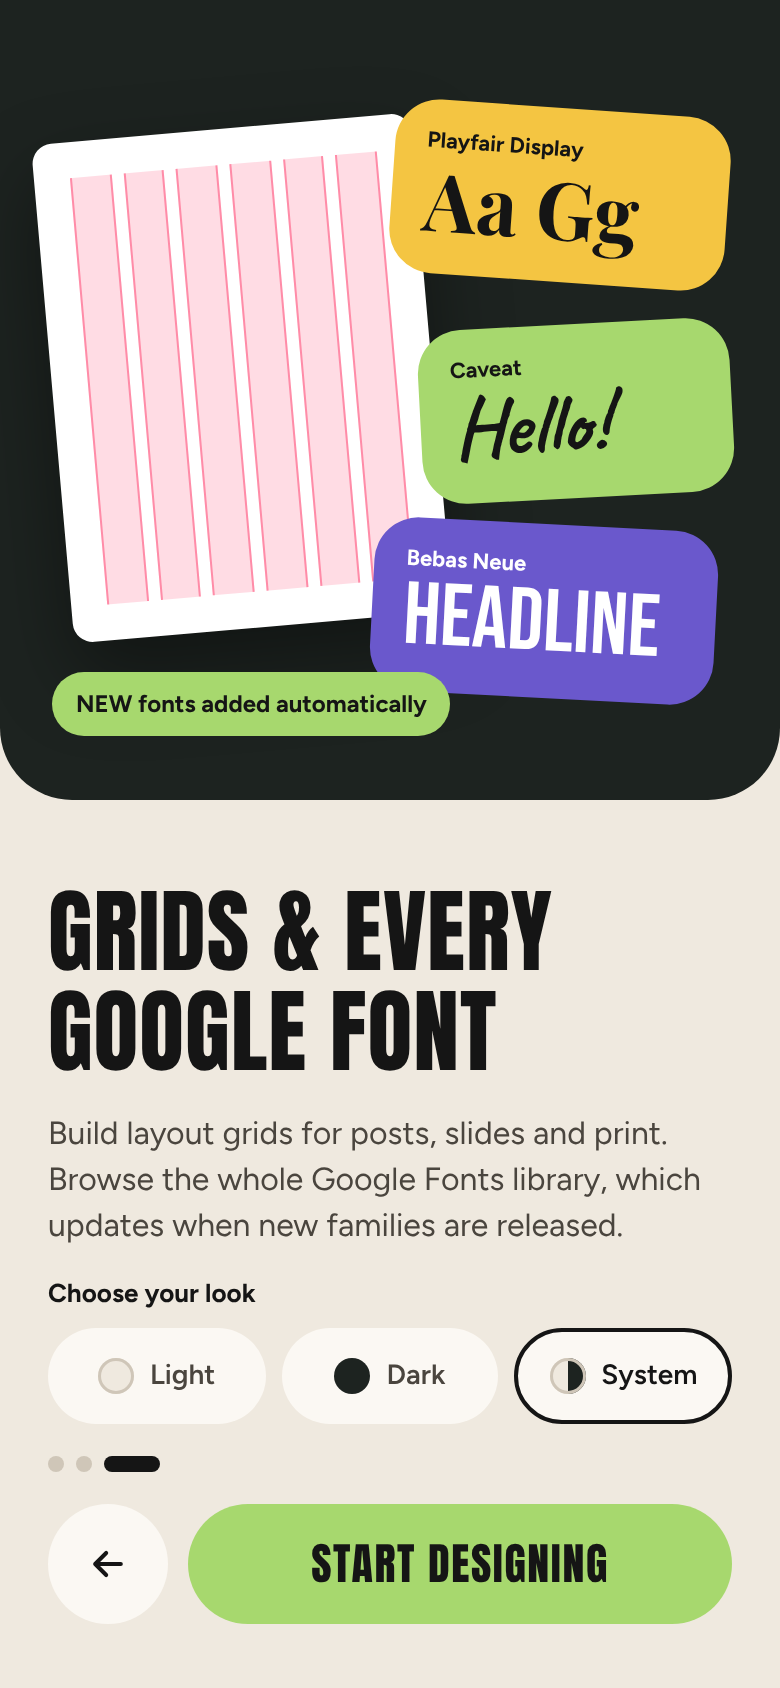 Playfair Display
Aa Gg
Caveat
Hello!
Bebas Neue
HEADLINE
NEW fonts added automatically
GRIDS & EVERY
GOOGLE FONT
Build layout grids for posts, slides and print.
Browse the whole Google Fonts library, which
updates when new families are released.
Choose your look
Light
Dark
System
START DESIGNING